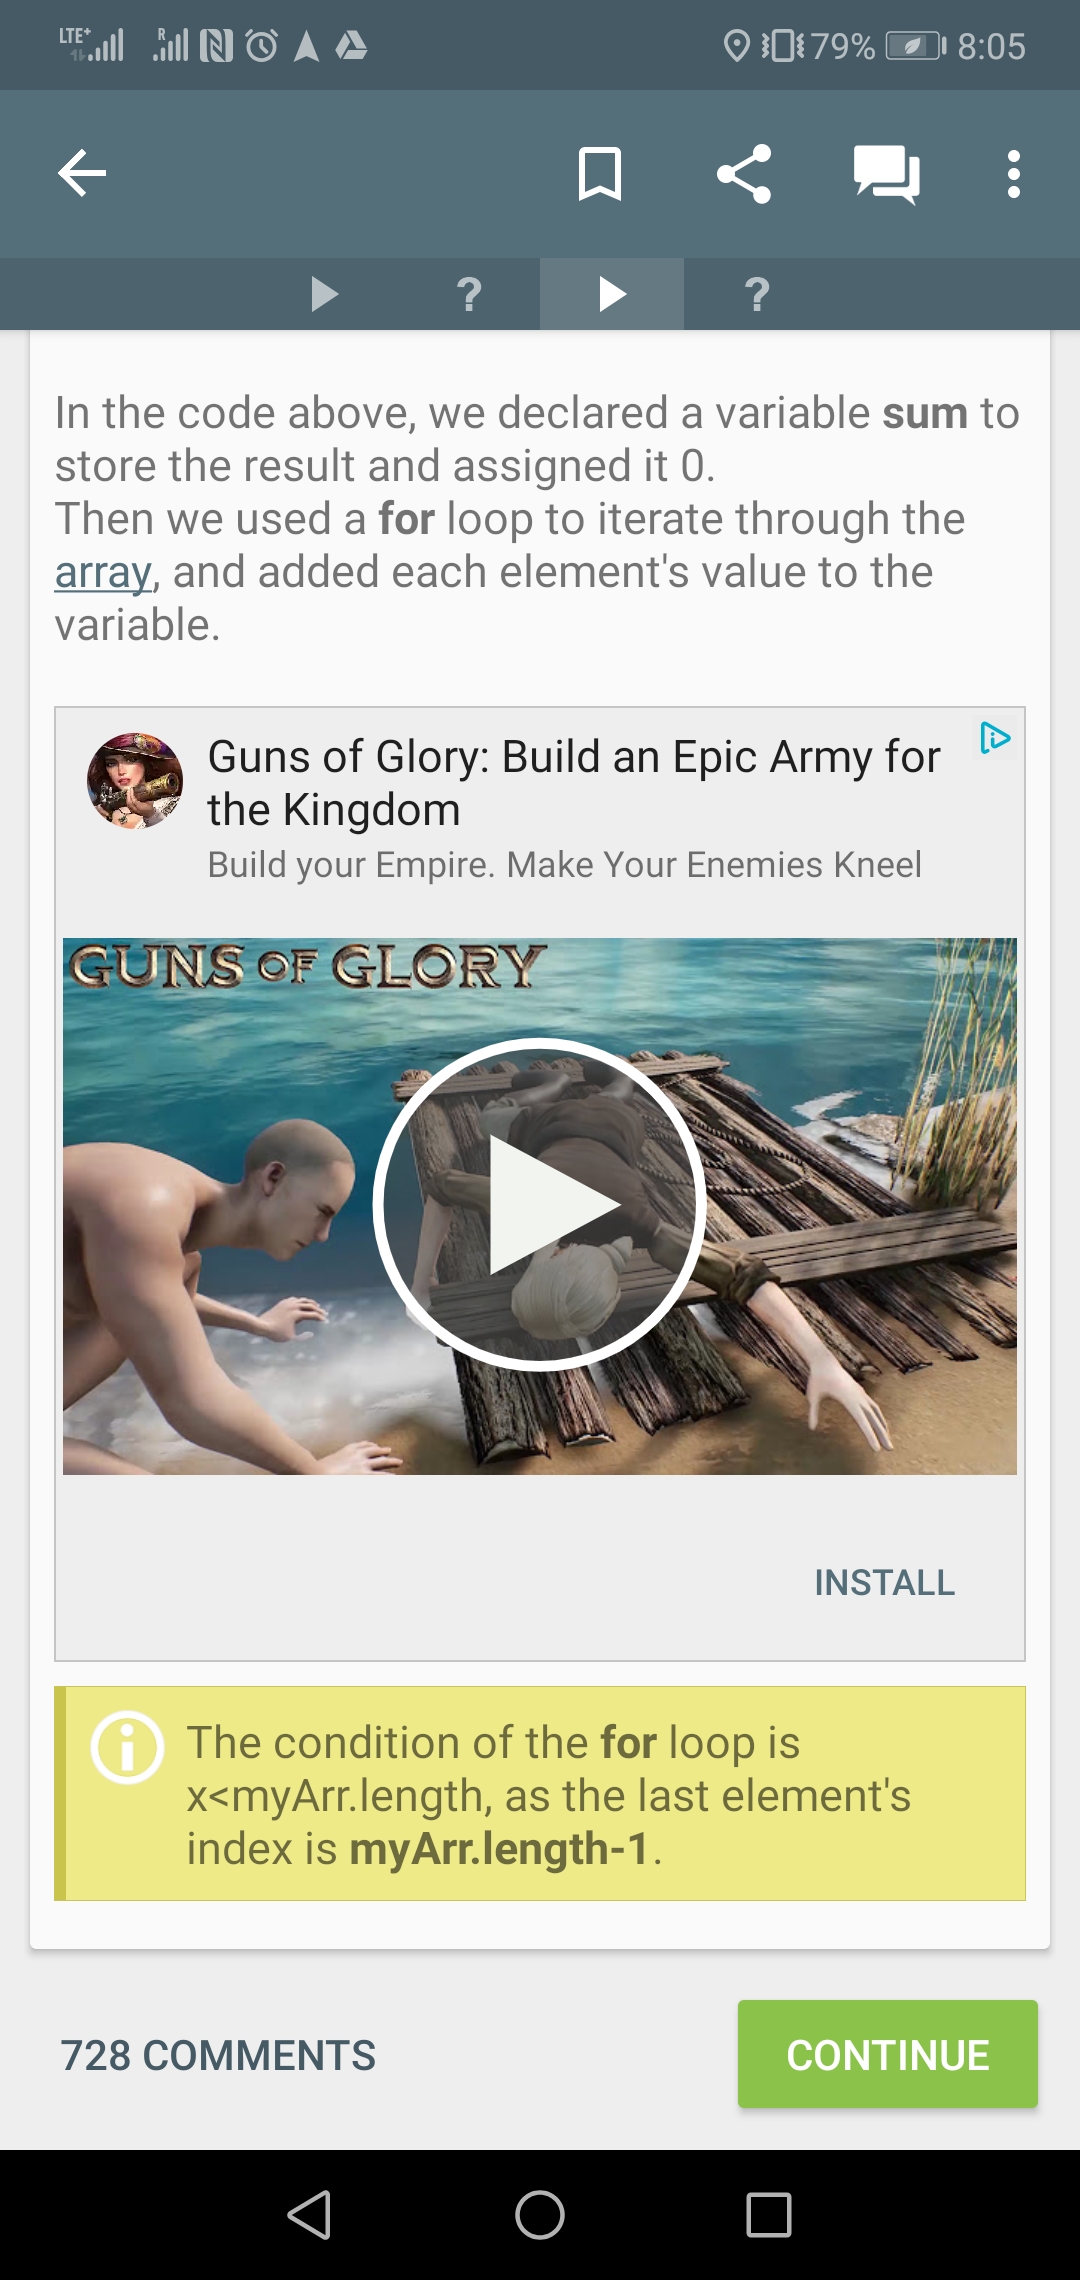 LTE+ R 79% 8:05
? ?
In the code above, we declared a variable sum to
store the result and assigned it 0.
Then we used a for loop to iterate through the
array, and added each element's value to the
variable.
Guns of Glory: Build an Epic Army for
the Kingdom
Build your Empire. Make Your Enemies Kneel
GUNS OF GLORY
INSTALL
The condition of the for loop is
x<myArr.length, as the last element's
index is myArr.length-1.
728 COMMENTS
CONTINUE